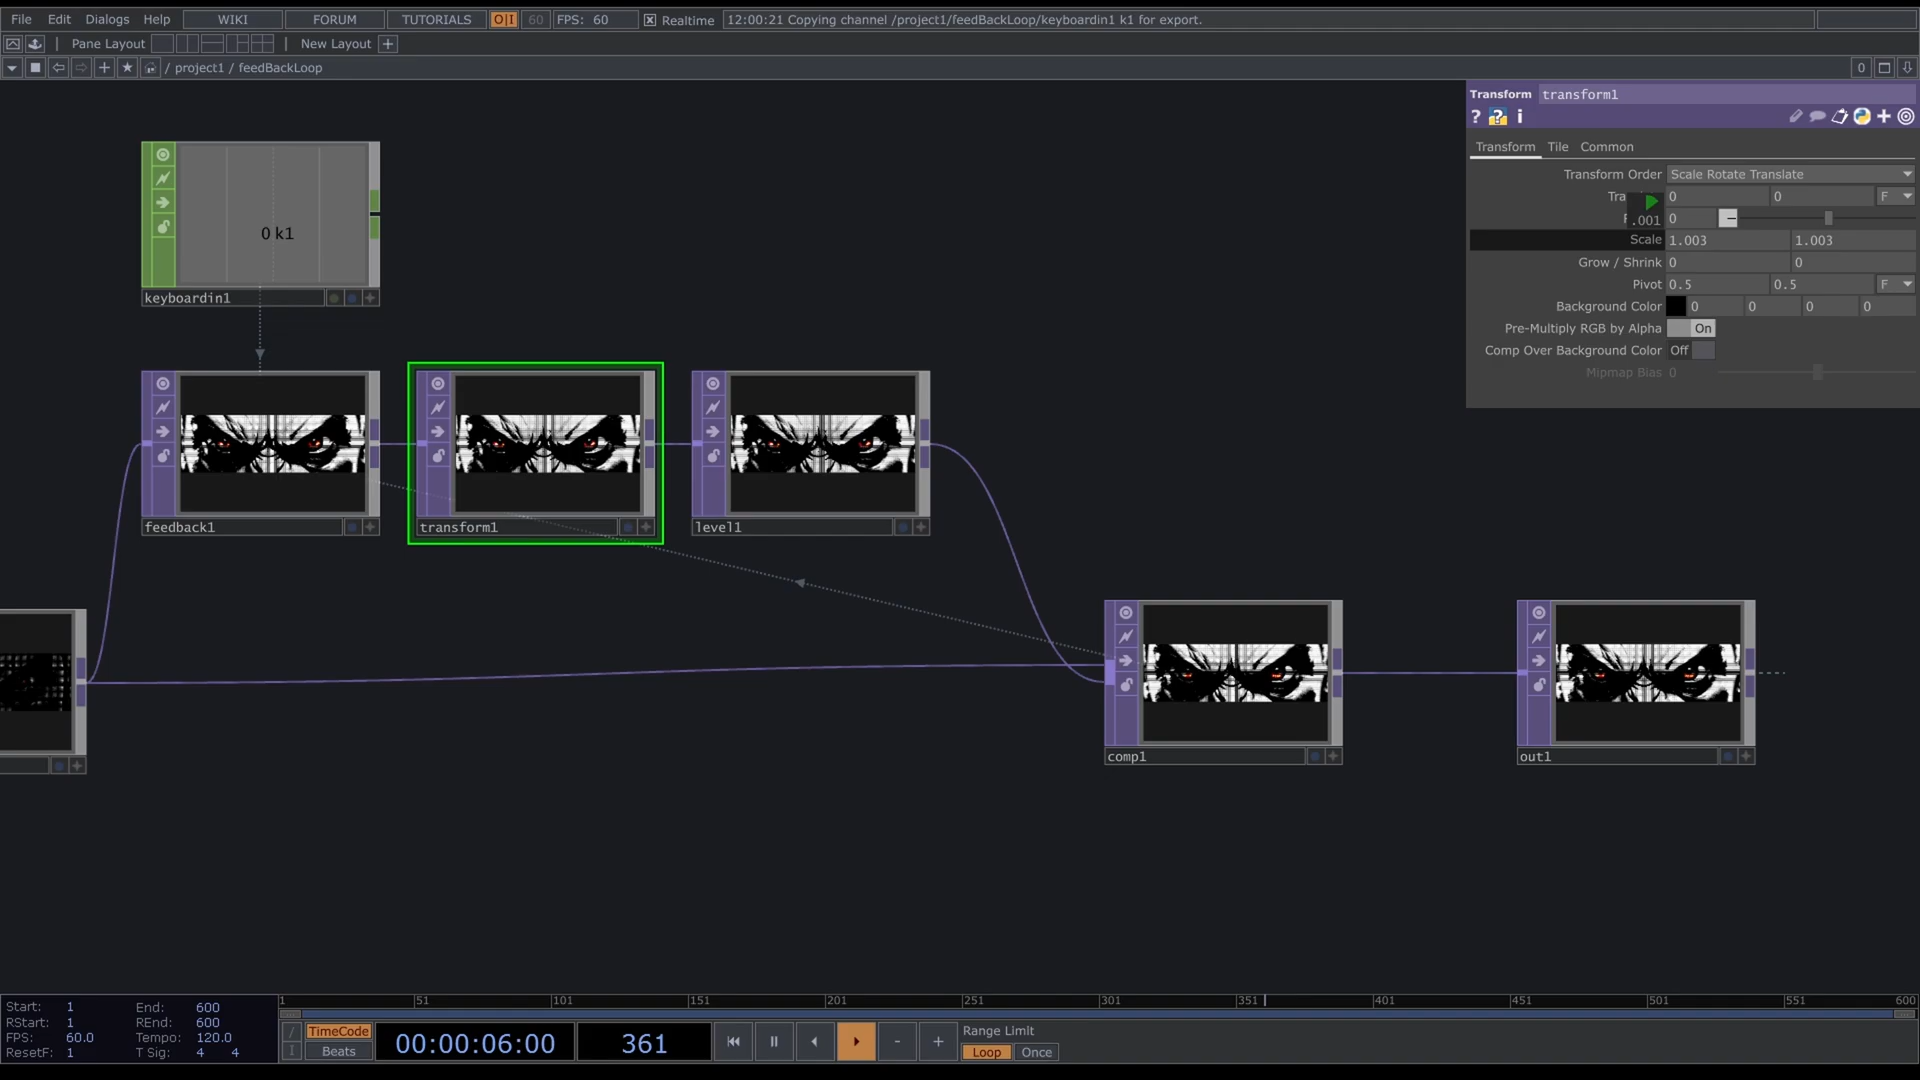 File Edit Dialogs Help WIKI FORUM TUTORIALS O|I 60 FPS: 60 Realtime 12:00:21 Copying channel /project1/feedBackLoop/keyboardin1 k1 for export.
Pane Layout New Layout +
/ project1 / feedBackLoop 0
Transform transform1
? ? i
Transform Tile Common
Transform Order Scale Rotate Translate
0 0 F
.001 0
Scale 1.003 1.003
Grow / Shrink 0 0
Pivot 0.5 0.5 F
Background Color 0 0 0 0
Pre-Multiply RGB by Alpha On
Comp Over Background Color Off
Mipmap Bias 0
0 k1
keyboardin1
feedback1
transform1
level1
comp1
out1
1 51 101 151 201 251 301 351 401 451 501 551 600
Start: 1 End: 600
RStart: 1 REnd: 600
FPS: 60.0 Tempo: 120.0
ResetF: 1 T Sig: 4 4
TimeCode
Beats
00:00:06:00
361
- +
Range Limit
Loop Once